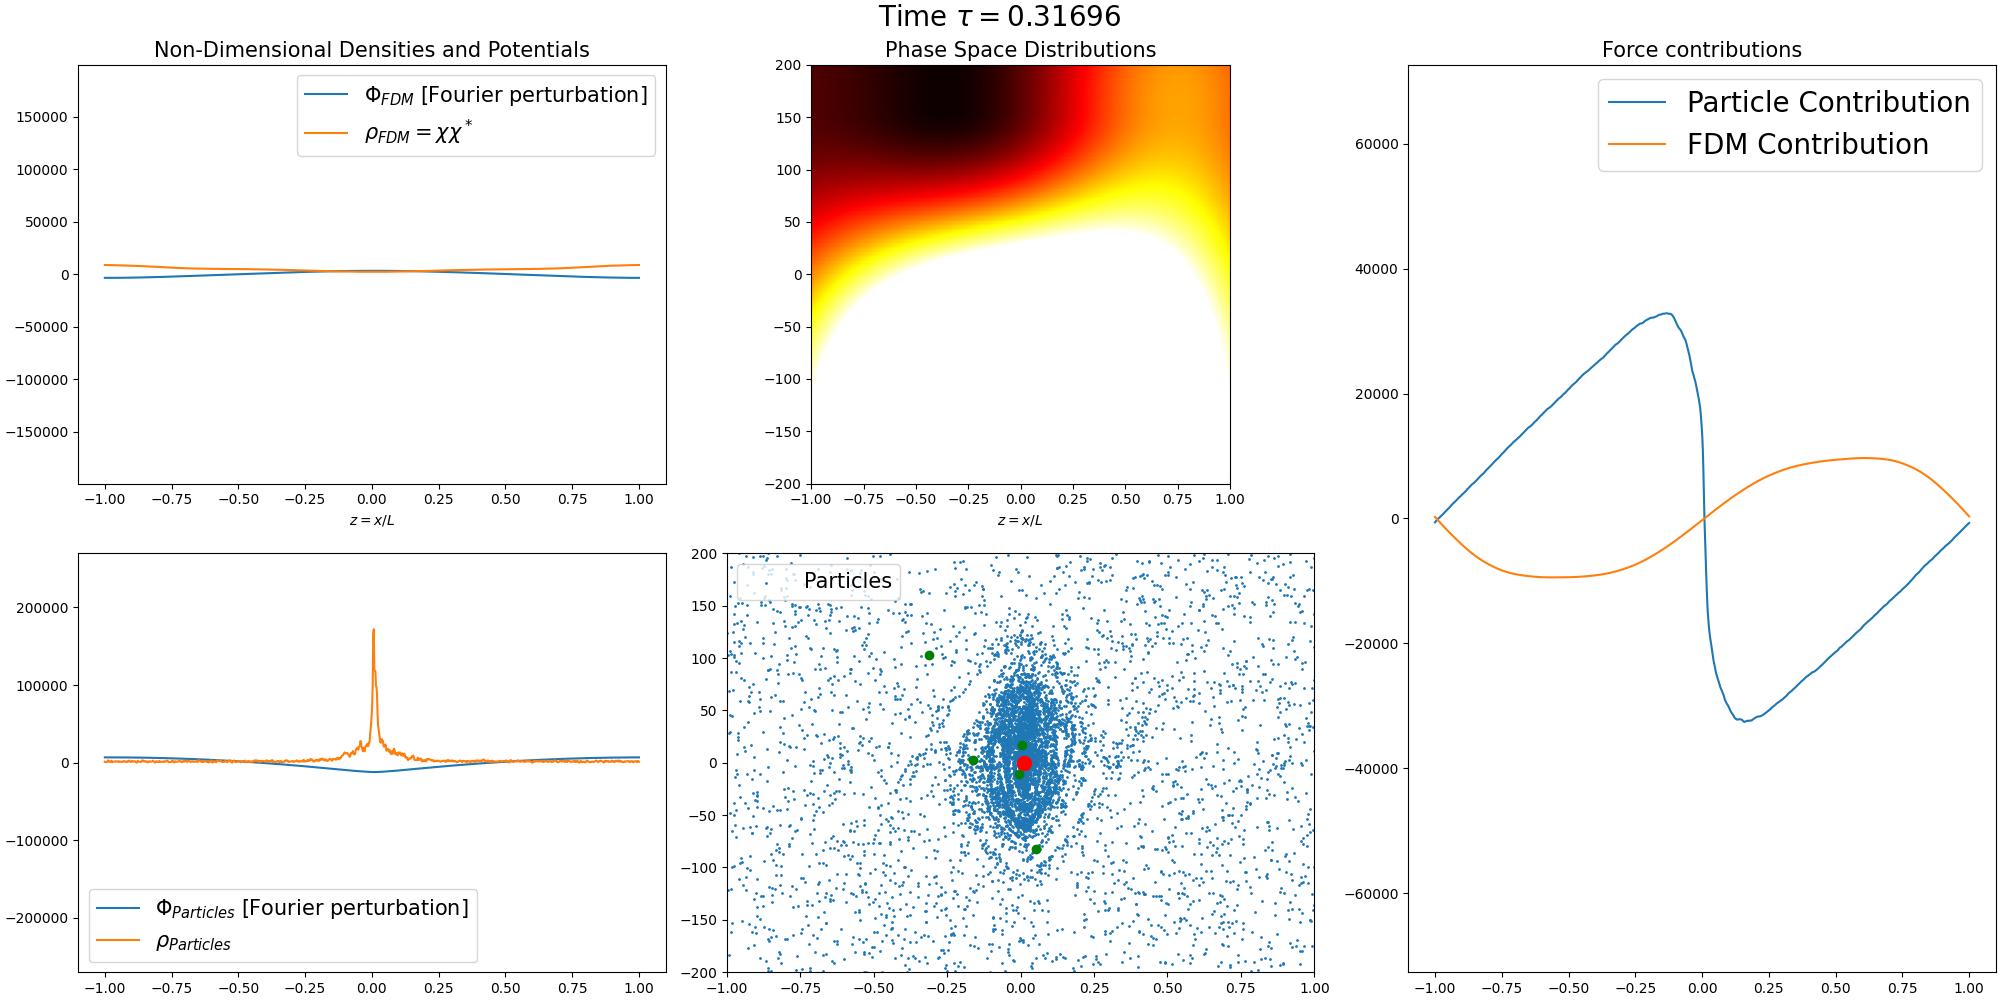 Time τ = 0.31696
Non-Dimensional Densities and Potentials
Φ_FDM [Fourier perturbation]
ρ_FDM = χχ*
150000
100000
50000
0
−50000
−100000
−150000
−1.00 −0.75 −0.50 −0.25 0.00 0.25 0.50 0.75 1.00
z = x/L
Phase Space Distributions
200
150
100
50
0
−50
−100
−150
−200
−1.00 −0.75 −0.50 −0.25 0.00 0.25 0.50 0.75 1.00
z = x/L
Force contributions
Particle Contribution
FDM Contribution
60000
40000
20000
0
−20000
−40000
−60000
−1.00 −0.75 −0.50 −0.25 0.00 0.25 0.50 0.75 1.00
200000
100000
0
−100000
−200000
Φ_Particles [Fourier perturbation]
ρ_Particles
−1.00 −0.75 −0.50 −0.25 0.00 0.25 0.50 0.75 1.00
Particles
200
150
100
50
0
−50
−100
−150
−200
−1.00 −0.75 −0.50 −0.25 0.00 0.25 0.50 0.75 1.00